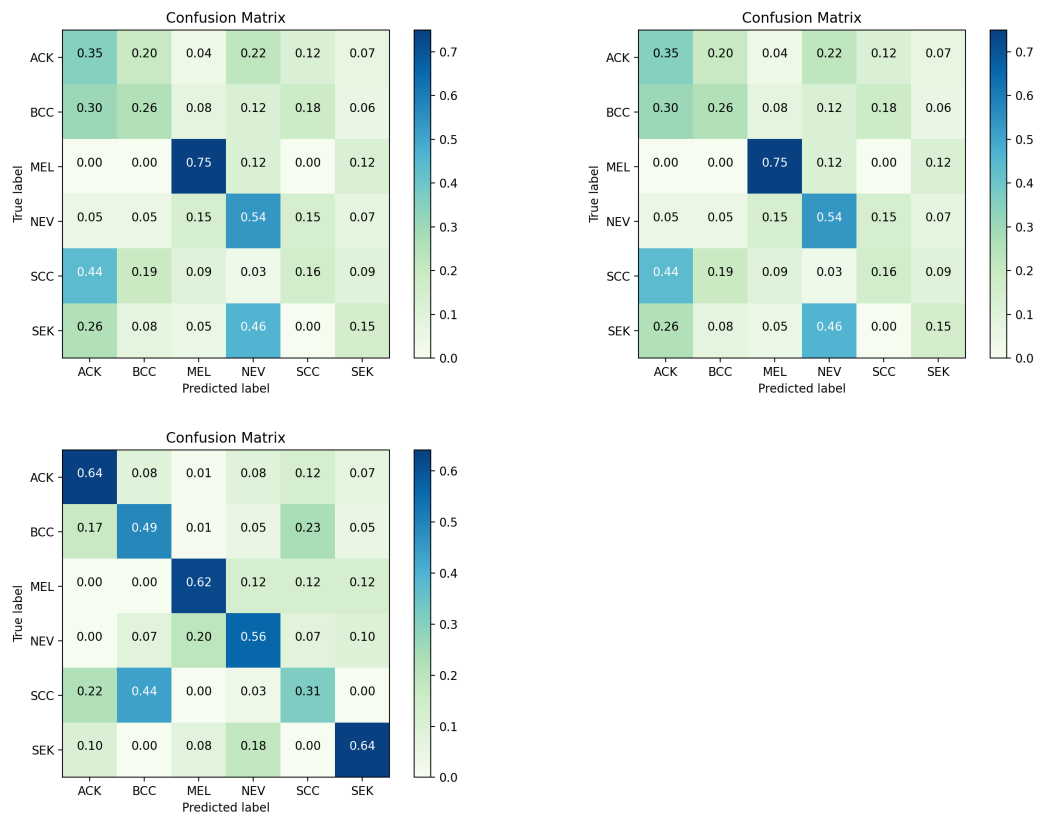 Confusion Matrix
ACK 0.35 0.20 0.04 0.22 0.12 0.07
BCC 0.30 0.26 0.08 0.12 0.18 0.06
MEL 0.00 0.00 0.75 0.12 0.00 0.12
NEV 0.05 0.05 0.15 0.54 0.15 0.07
SCC 0.44 0.19 0.09 0.03 0.16 0.09
SEK 0.26 0.08 0.05 0.46 0.00 0.15
ACK BCC MEL NEV SCC SEK
Predicted label
True label
0.7
0.6
0.5
0.4
0.3
0.2
0.1
0.0
Confusion Matrix
ACK 0.35 0.20 0.04 0.22 0.12 0.07
BCC 0.30 0.26 0.08 0.12 0.18 0.06
MEL 0.00 0.00 0.75 0.12 0.00 0.12
NEV 0.05 0.05 0.15 0.54 0.15 0.07
SCC 0.44 0.19 0.09 0.03 0.16 0.09
SEK 0.26 0.08 0.05 0.46 0.00 0.15
ACK BCC MEL NEV SCC SEK
Predicted label
True label
0.7
0.6
0.5
0.4
0.3
0.2
0.1
0.0
Confusion Matrix
ACK 0.64 0.08 0.01 0.08 0.12 0.07
BCC 0.17 0.49 0.01 0.05 0.23 0.05
MEL 0.00 0.00 0.62 0.12 0.12 0.12
NEV 0.00 0.07 0.20 0.56 0.07 0.10
SCC 0.22 0.44 0.00 0.03 0.31 0.00
SEK 0.10 0.00 0.08 0.18 0.00 0.64
ACK BCC MEL NEV SCC SEK
Predicted label
True label
0.6
0.5
0.4
0.3
0.2
0.1
0.0